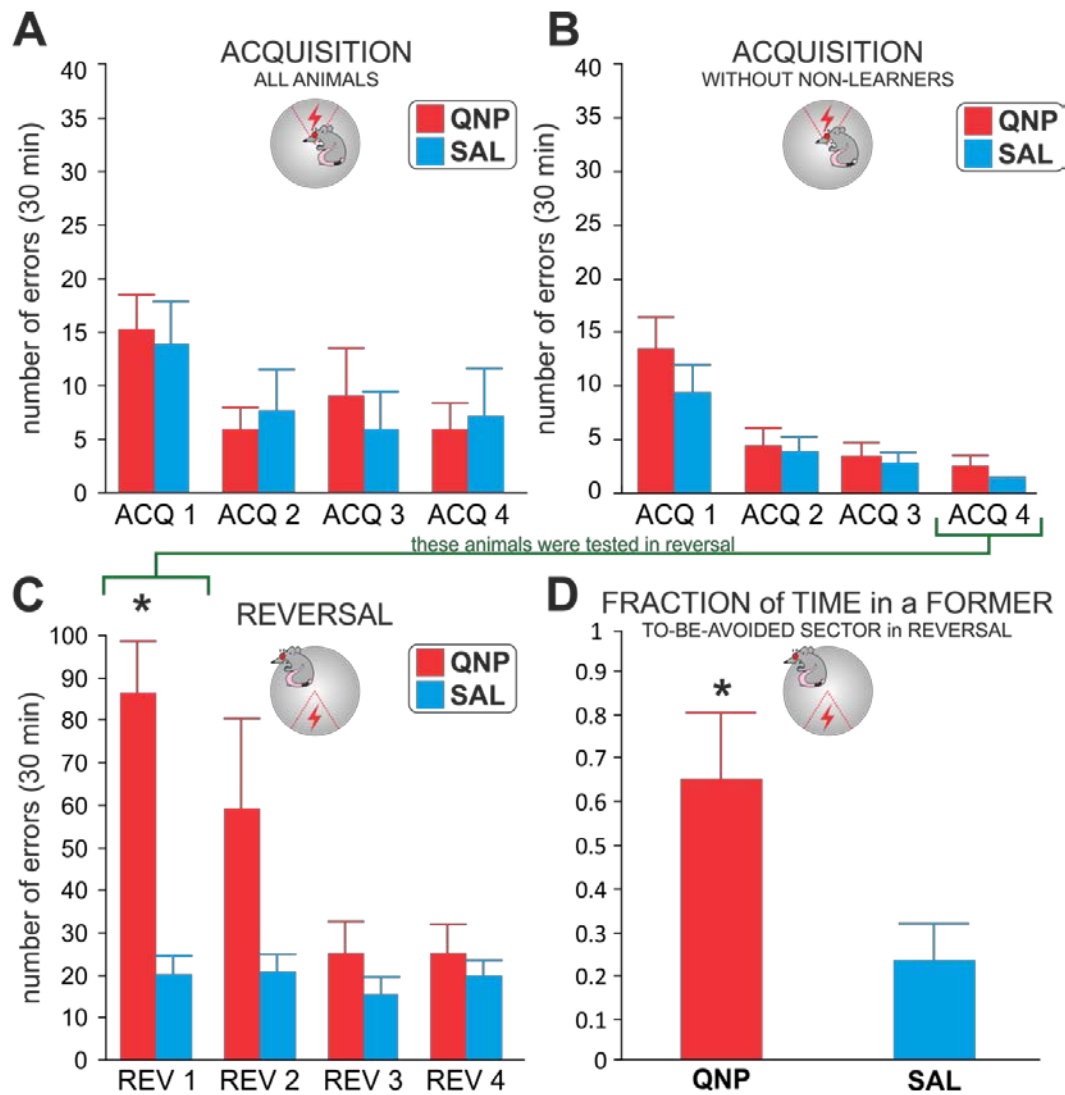 A
ACQUISITION
ALL ANIMALS
QNP
SAL
number of errors (30 min)
40
35
30
25
20
15
10
5
0
ACQ 1 ACQ 2 ACQ 3 ACQ 4
B
ACQUISITION
WITHOUT NON-LEARNERS
QNP
SAL
number of errors (30 min)
40
35
30
25
20
15
10
5
0
ACQ 1 ACQ 2 ACQ 3 ACQ 4
these animals were tested in reversal
C
REVERSAL
QNP
SAL
*
number of errors (30 min)
100
90
80
70
60
50
40
30
20
10
0
REV 1 REV 2 REV 3 REV 4
D
FRACTION of TIME in a FORMER
TO-BE-AVOIDED SECTOR in REVERSAL
*
1
0.9
0.8
0.7
0.6
0.5
0.4
0.3
0.2
0.1
0
QNP SAL